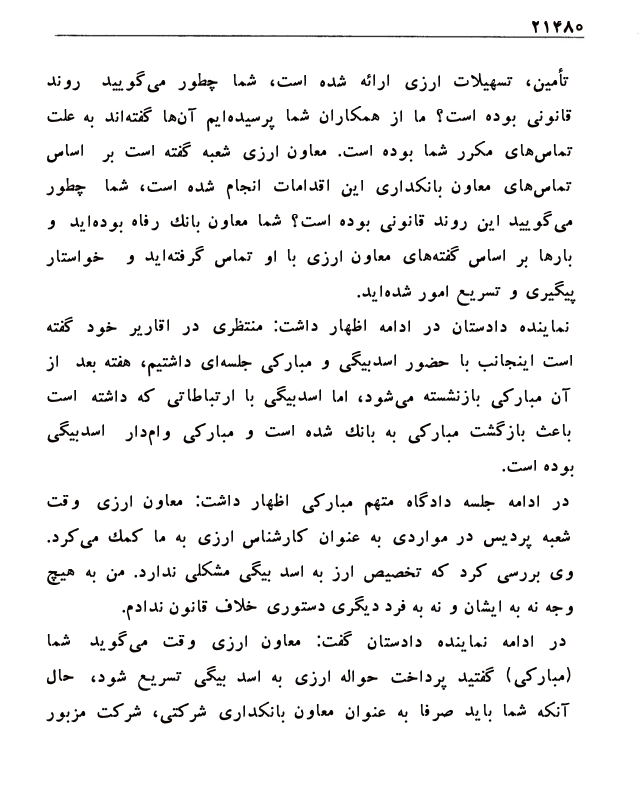 ۲۱۴۸۰
تأمین، تسهیلات ارزی ارائه شده است، شما چطور می‌گویید روند
قانونی بوده است؟ ما از همکاران شما پرسیده‌ایم آن‌ها گفته‌اند به علت
تماس‌های مکرر شما بوده است. معاون ارزی شعبه گفته است بر اساس
تماس‌های معاون بانکداری این اقدامات انجام شده است، شما چطور
می‌گویید این روند قانونی بوده است؟ شما معاون بانك رفاه بوده‌اید و
بارها بر اساس گفته‌های معاون ارزی با او تماس گرفته‌اید و خواستار
پیگیری و تسریع امور شده‌اید.
نماینده دادستان در ادامه اظهار داشت: منتظری در اقاریر خود گفته
است اینجانب با حضور اسدبیگی و مبارکی جلسه‌ای داشتیم، هفته بعد از
آن مبارکی بازنشسته می‌شود، اما اسدبیگی با ارتباطاتی که داشته است
باعث بازگشت مبارکی به بانك شده است و مبارکی وام‌دار اسدبیگی
بوده است.
در ادامه جلسه دادگاه متهم مبارکی اظهار داشت: معاون ارزی وقت
شعبه پردیس در مواردی به عنوان کارشناس ارزی به ما کمك می‌کرد.
وی بررسی کرد که تخصیص ارز به اسد بیگی مشکلی ندارد. من به هیچ
وجه نه به ایشان و نه به فرد دیگری دستوری خلاف قانون ندادم.
در ادامه نماینده دادستان گفت: معاون ارزی وقت می‌گوید شما
(مبارکی) گفتید پرداخت حواله ارزی به اسد بیگی تسریع شود، حال
آنکه شما باید صرفا به عنوان معاون بانکداری شرکتی، شرکت مزبور